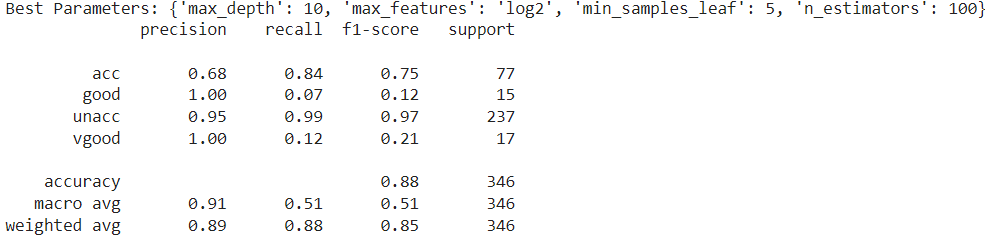 Best Parameters: {'max_depth': 10, 'max_features': 'log2', 'min_samples_leaf': 5, 'n_estimators': 100}
precision recall f1-score support
acc 0.68 0.84 0.75 77
good 1.00 0.07 0.12 15
unacc 0.95 0.99 0.97 237
vgood 1.00 0.12 0.21 17
accuracy 0.88 346
macro avg 0.91 0.51 0.51 346
weighted avg 0.89 0.88 0.85 346